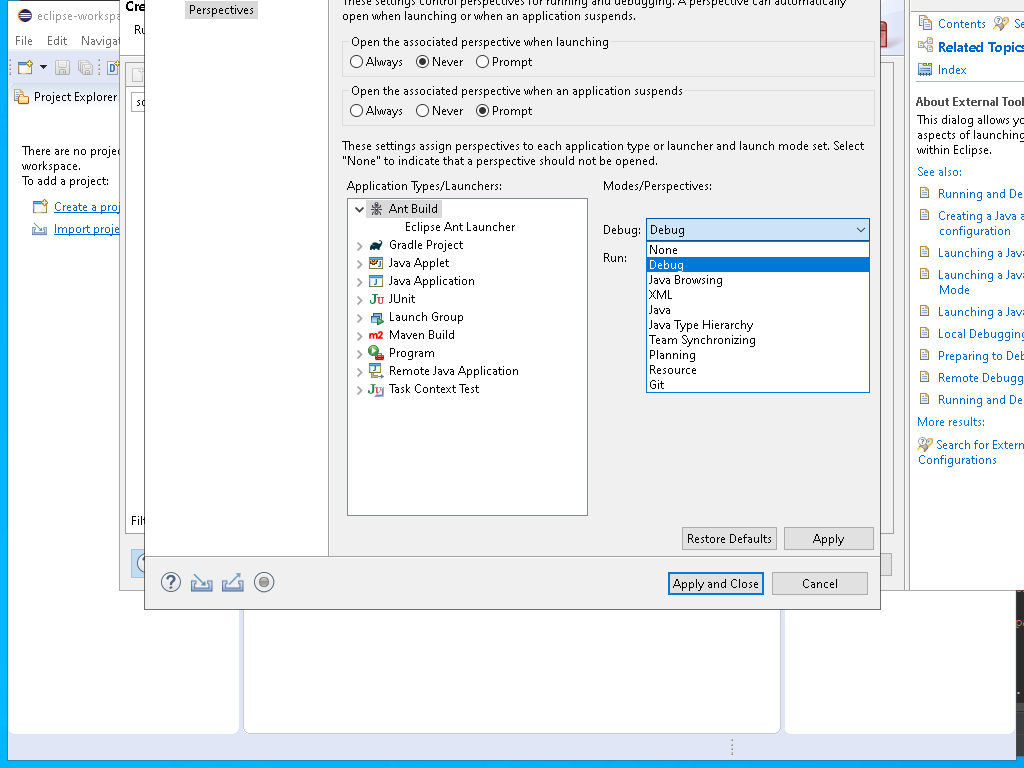 eclipse-workspa
File Edit Navigat
Project Explorer
There are no proje
workspace.
To add a project:
Create a proj
Import proje
Cre
Ru
Perspectives
These settings control perspectives for running and debugging. A perspective can automatically
open when launching or when an application suspends.
Open the associated perspective when launching
Always Never Prompt
Open the associated perspective when an application suspends
Always Never Prompt
These settings assign perspectives to each application type or launcher and launch mode set. Select
"None" to indicate that a perspective should not be opened.
Application Types/Launchers:
Ant Build
Eclipse Ant Launcher
Gradle Project
Java Applet
Java Application
JUnit
Launch Group
Maven Build
Program
Remote Java Application
Task Context Test
Modes/Perspectives:
Debug: Debug
Run:
None
Debug
Java Browsing
XML
Java
Java Type Hierarchy
Team Synchronizing
Planning
Resource
Git
Restore Defaults Apply
Apply and Close Cancel
Filt
Contents Se
Related Topics
Index
About External Tool
This dialog allows yo
aspects of launching
within Eclipse.
See also:
Running and De
Creating a Java a
configuration
Launching a Java
Launching a Java
Mode
Launching a Java
Local Debugging
Preparing to Deb
Remote Debugg
Running and De
More results:
Search for Extern
Configurations